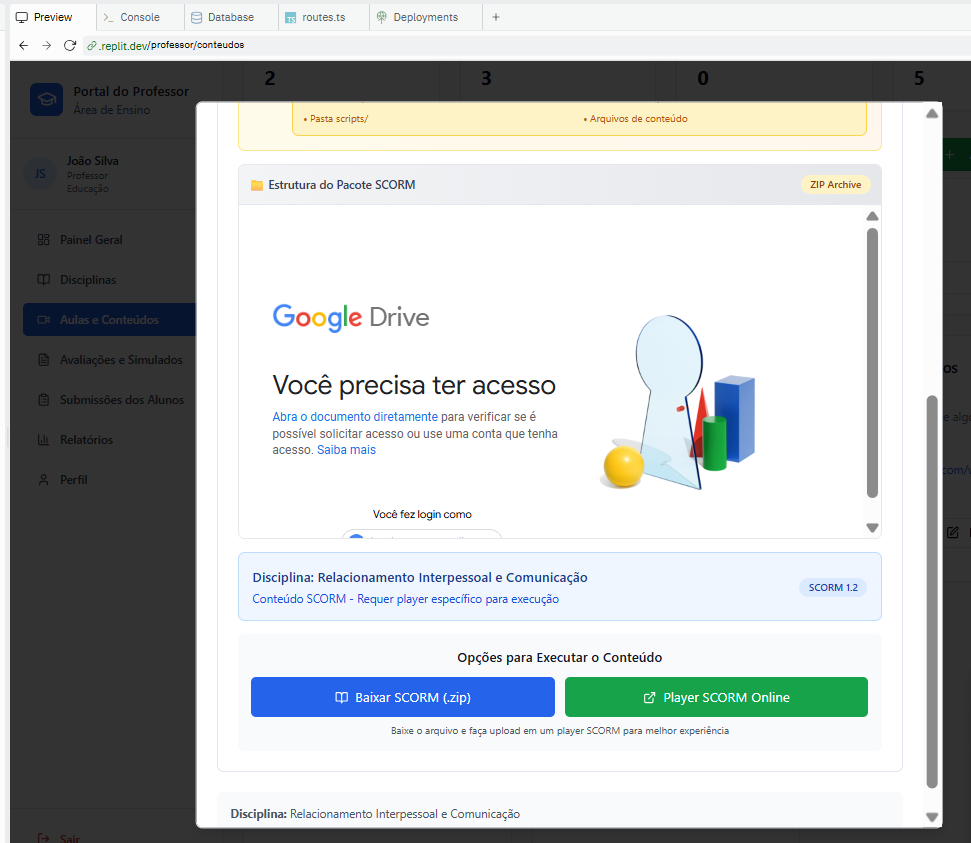 Preview
Console
Database
routes.ts
Deployments
.replit.dev/professor/conteudos
2
3
0
5
Portal do Professor
Área de Ensino
JS
João Silva
Professor
Educação
Painel Geral
Disciplinas
Aulas e Conteúdos
Avaliações e Simulados
Submissões dos Alunos
Relatórios
Perfil
Sair
• Pasta scripts/
• Arquivos de conteúdo
Estrutura do Pacote SCORM
ZIP Archive
Google Drive
Você precisa ter acesso
Abra o documento diretamente para verificar se é
possível solicitar acesso ou use uma conta que tenha
acesso. Saiba mais
Você fez login como
Disciplina: Relacionamento Interpessoal e Comunicação
Conteúdo SCORM - Requer player específico para execução
SCORM 1.2
Opções para Executar o Conteúdo
Baixar SCORM (.zip)
Player SCORM Online
Baixe o arquivo e faça upload em um player SCORM para melhor experiência
Disciplina: Relacionamento Interpessoal e Comunicação